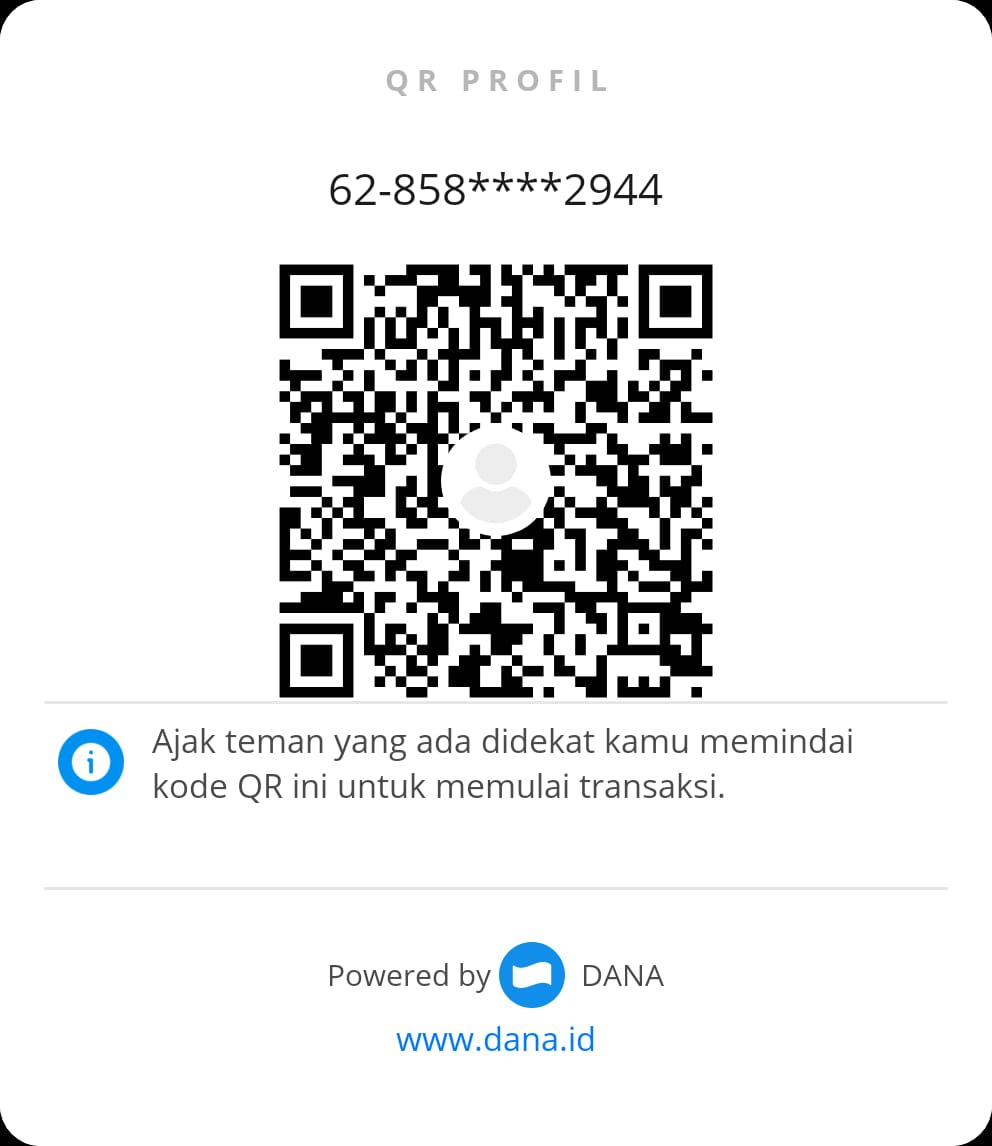 QR PROFIL
62-858****2944
Ajak teman yang ada didekat kamu memindai
kode QR ini untuk memulai transaksi.
Powered by DANA
www.dana.id